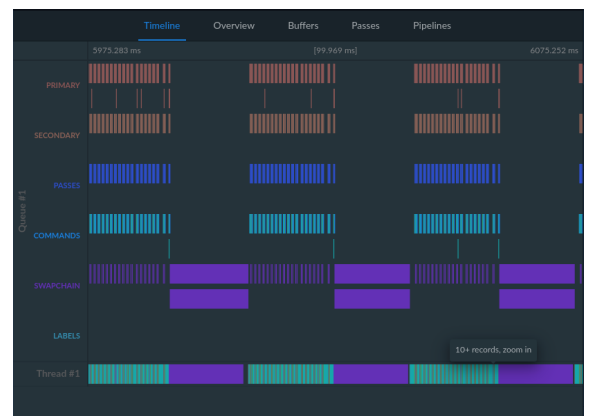 Timeline Overview Buffers Passes Pipelines
5975.283 ms [99.969 ms] 6075.252 ms
PRIMARY
SECONDARY
PASSES
Queue #1
COMMANDS
SWAPCHAIN
LABELS
10+ records, zoom in
Thread #1